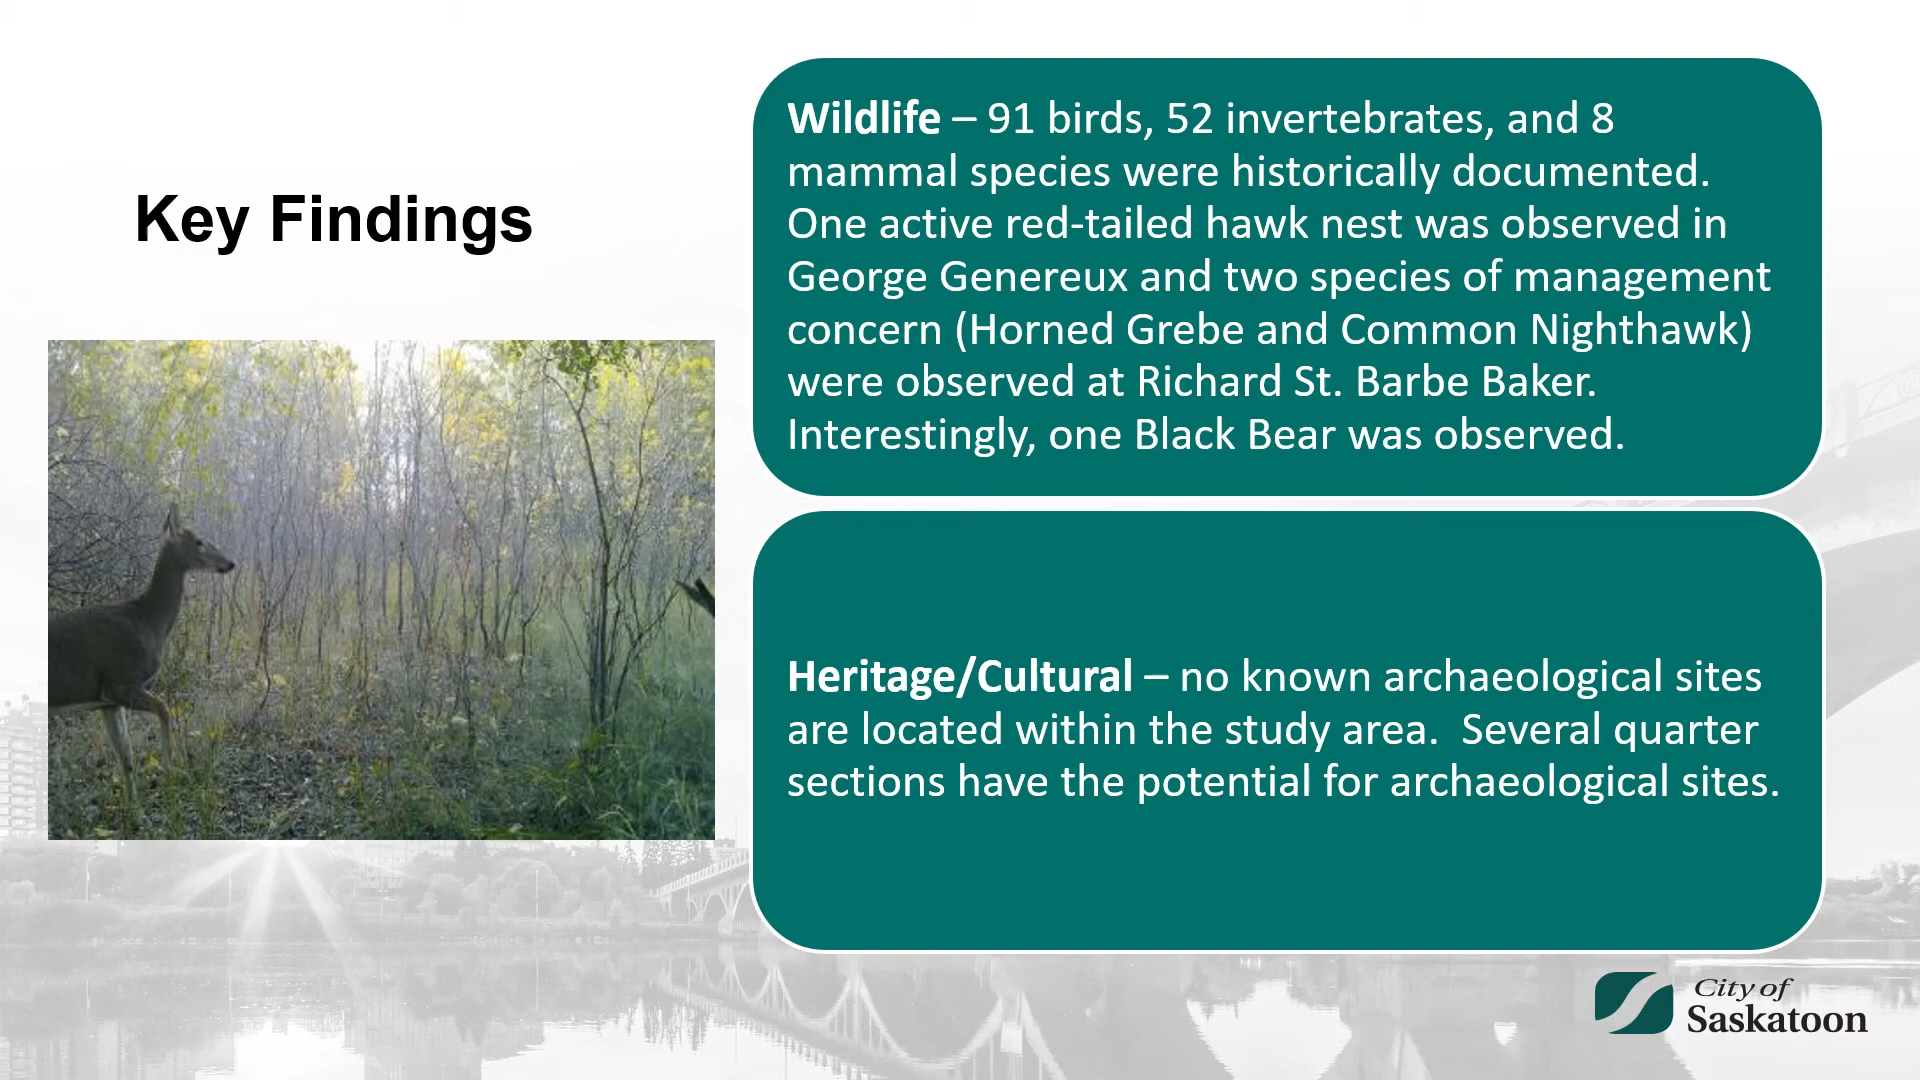 Key Findings
Wildlife – 91 birds, 52 invertebrates, and 8
mammal species were historically documented.
One active red-tailed hawk nest was observed in
George Genereux and two species of management
concern (Horned Grebe and Common Nighthawk)
were observed at Richard St. Barbe Baker.
Interestingly, one Black Bear was observed.
Heritage/Cultural – no known archaeological sites
are located within the study area.  Several quarter
sections have the potential for archaeological sites.
City of
Saskatoon